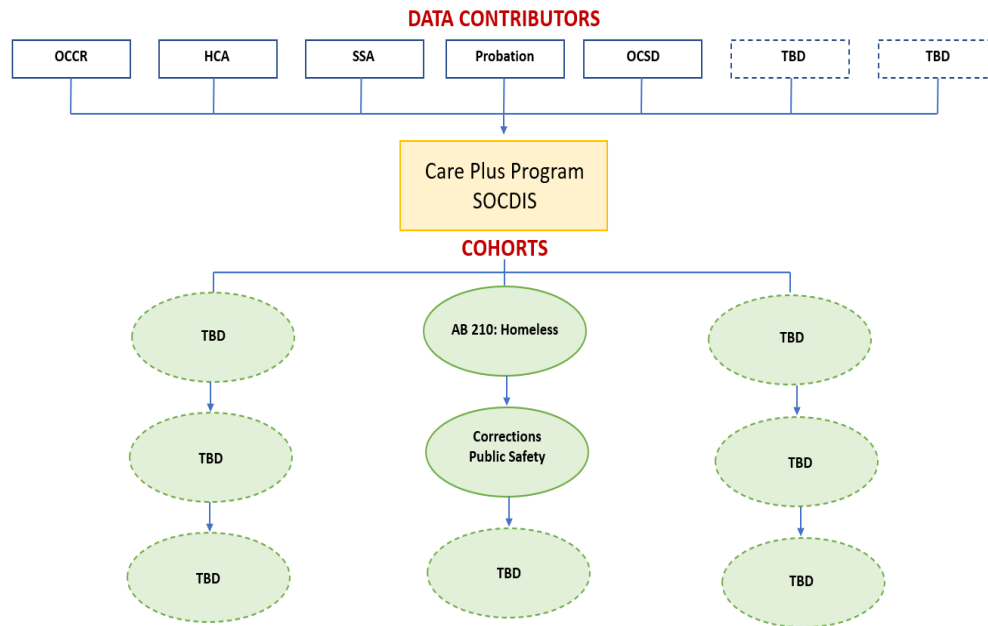 DATA CONTRIBUTORS
OCCR
HCA
SSA
Probation
OCSD
TBD
TBD
Care Plus Program
SOCDIS
COHORTS
TBD
AB 210: Homeless
TBD
TBD
Corrections
Public Safety
TBD
TBD
TBD
TBD